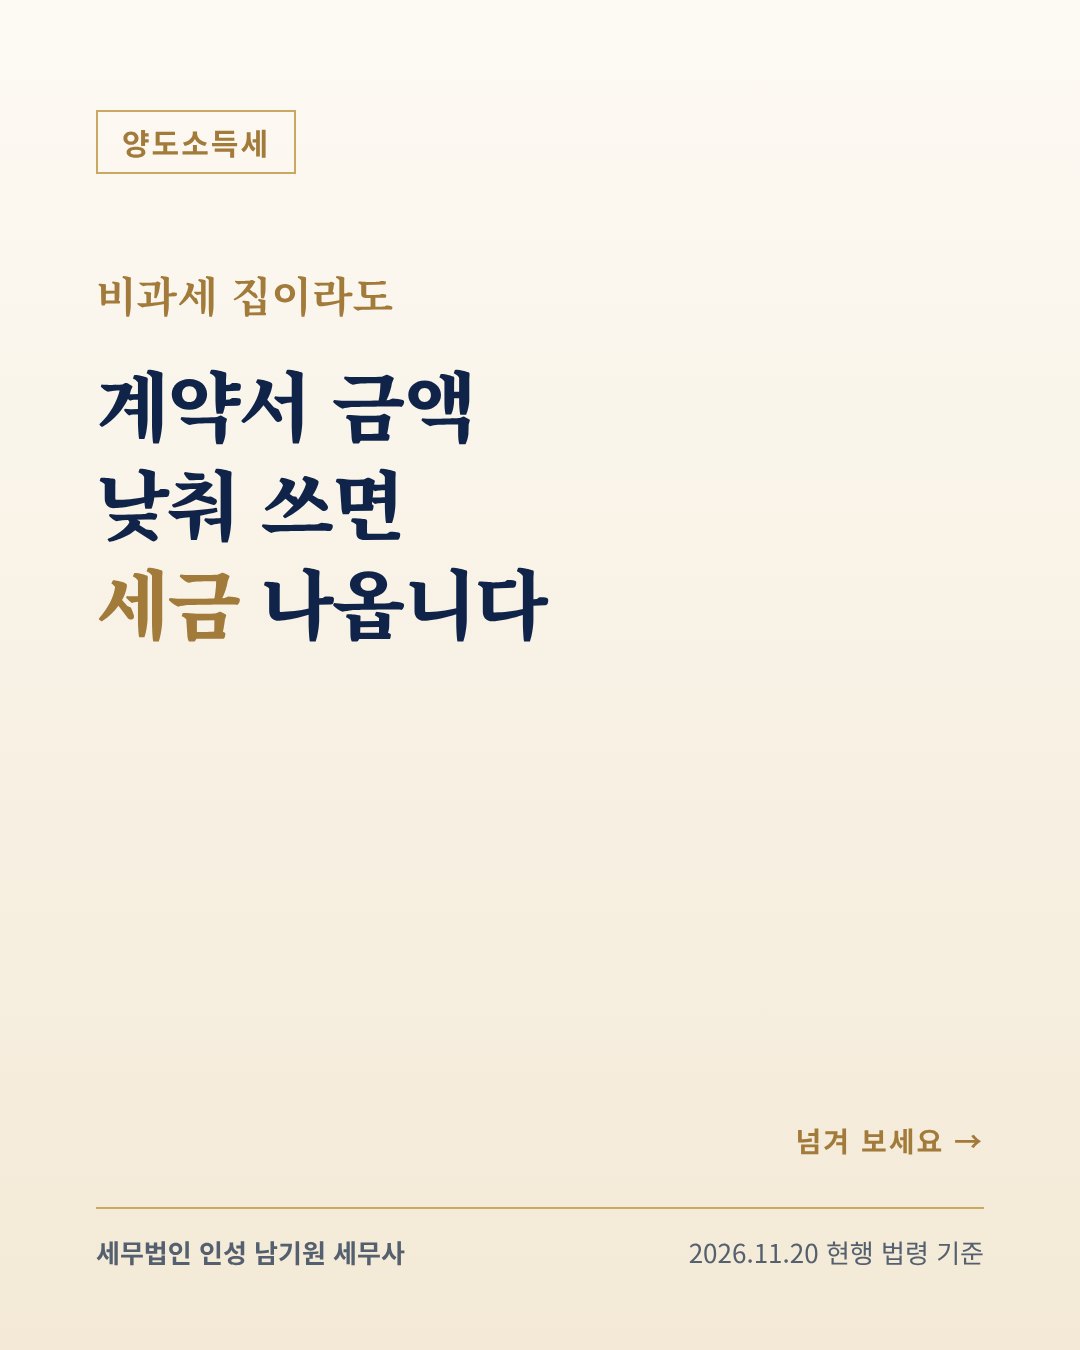 양도소득세
비과세 집이라도
계약서 금액
낮춰 쓰면
세금 나옵니다
넘겨 보세요 →
세무법인 인성 남기원 세무사
2026.11.20 현행 법령 기준